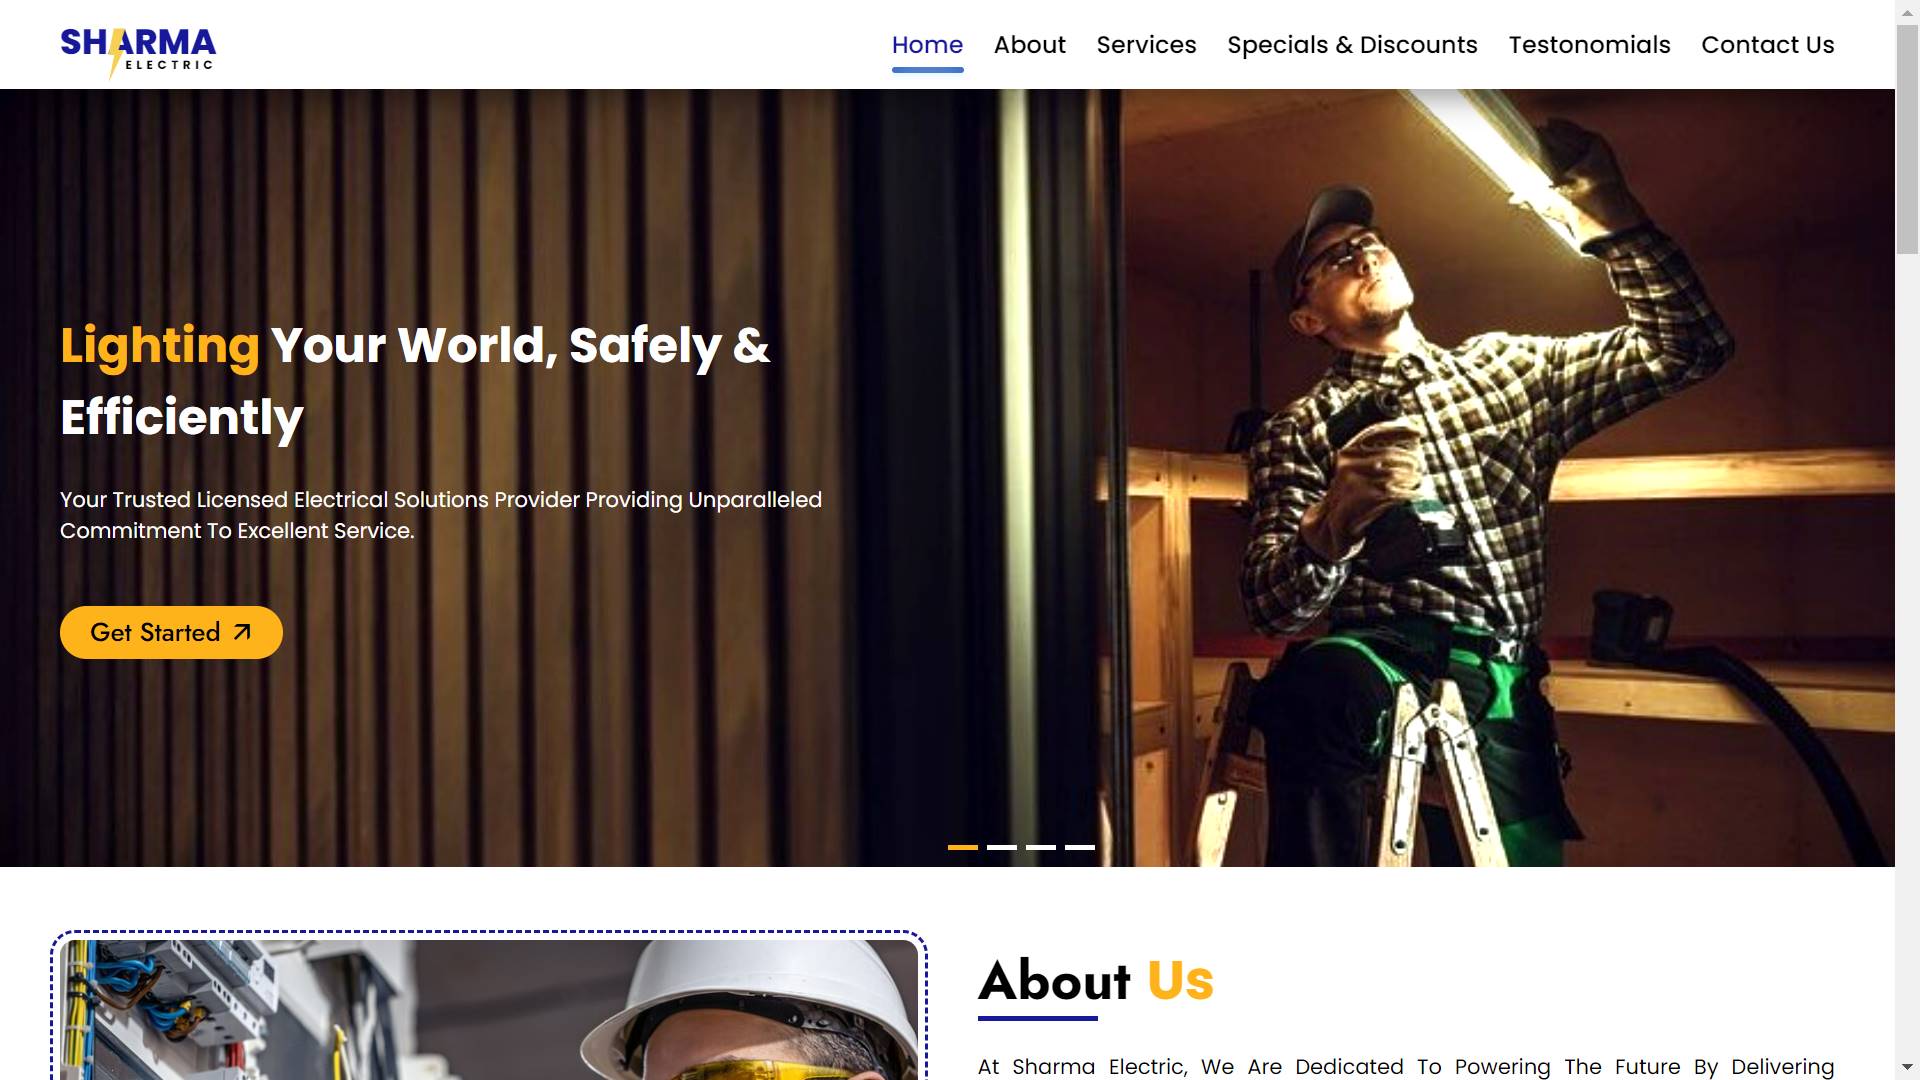 SHARMA
ELECTRIC
Home About Services Specials & Discounts Testonomials Contact Us
Lighting Your World, Safely &
Efficiently
Your Trusted Licensed Electrical Solutions Provider Providing Unparalleled
Commitment To Excellent Service.
Get Started
About Us
At Sharma Electric, We Are Dedicated To Powering The Future By Delivering